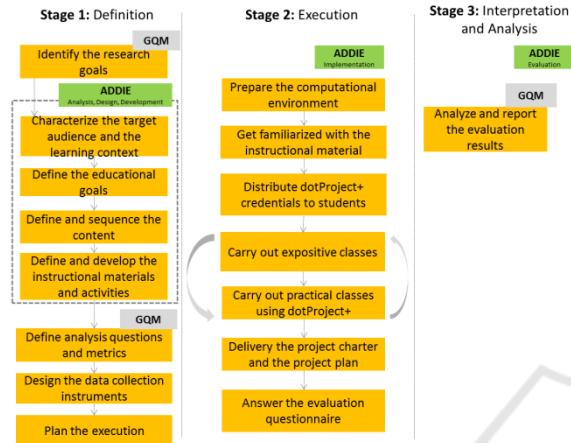 Stage 1: Definition
GQM
Identify the research
goals
ADDIE
Analysis, Design, Development
Characterize the target
audience and the
learning context
Define the educational
goals
Define and sequence the
content
Define and develop the
instructional materials
and activities
GQM
Define analysis questions
and metrics
Design the data collection
instruments
Plan the execution
Stage 2: Execution
ADDIE
Implementation
Prepare the computational
environment
Get familiarized with the
instructional material
Distribute dotProject+
credentials to students
Carry out expositive classes
Carry out practical classes
using dotProject+
Delivery the project charter
and the project plan
Answer the evaluation
questionnaire
Stage 3: Interpretation
and Analysis
ADDIE
Evaluation
GQM
Analyze and report
the evaluation
results